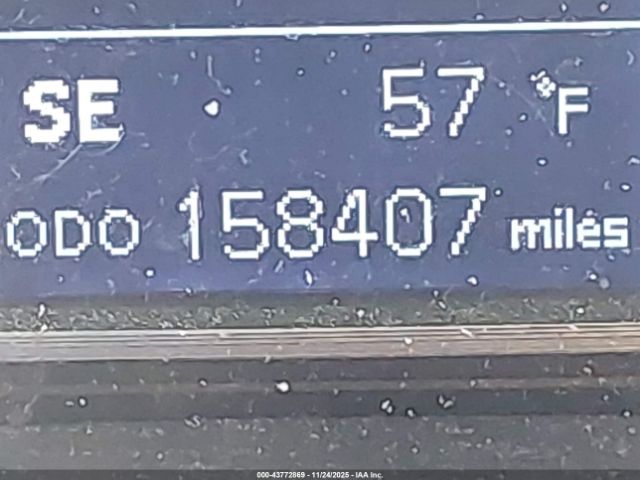 SE 57 °F
ODO 158407 miles
000-43772869 - 11/24/2025 - IAA Inc.